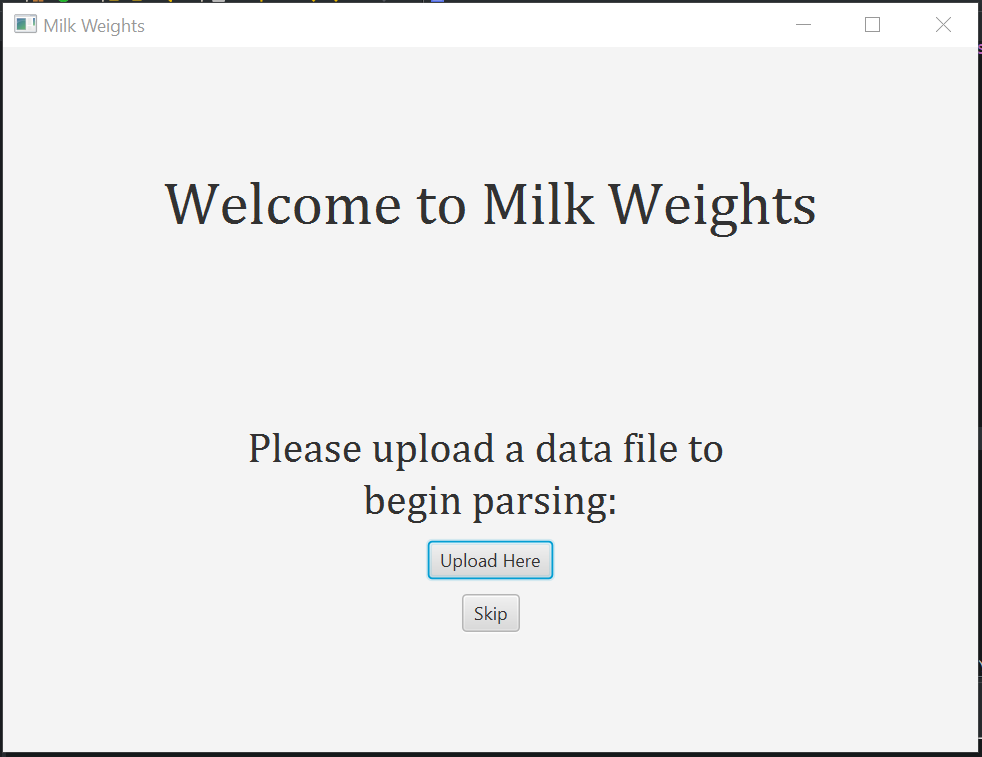 Milk Weights
Welcome to Milk Weights
Please upload a data file to
begin parsing:
Upload Here
Skip